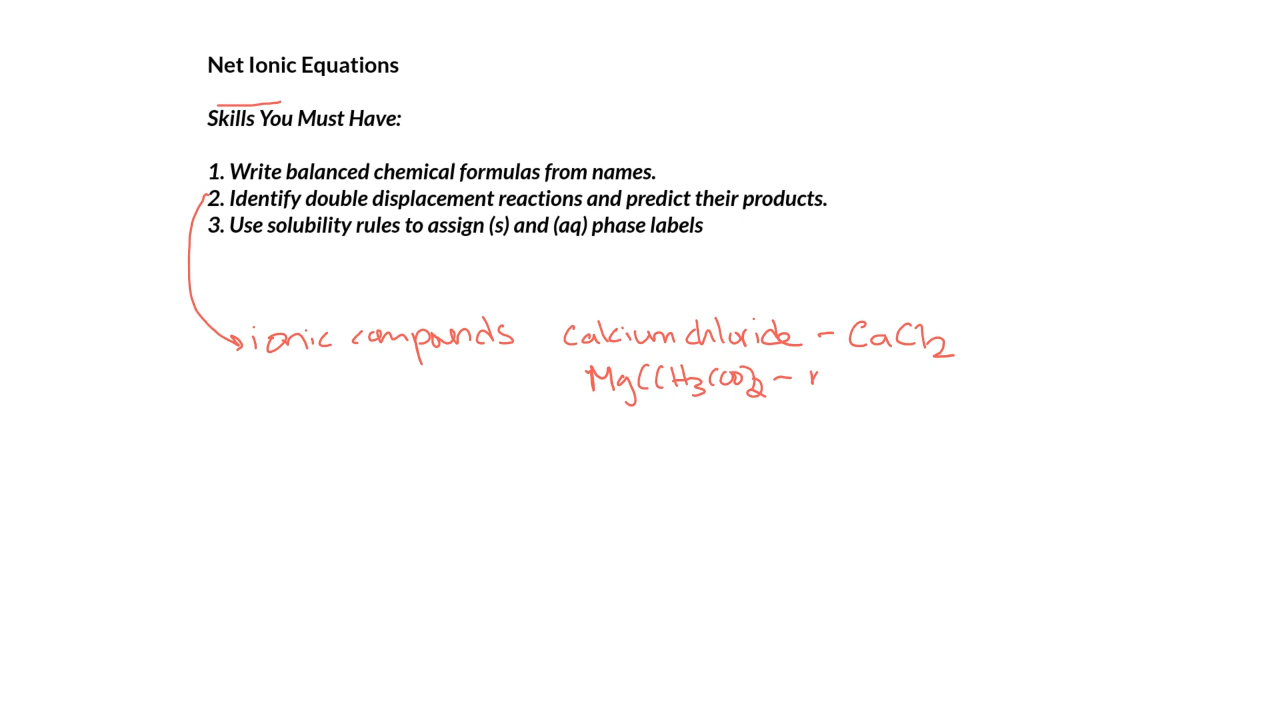 Net Ionic Equations
Skills You Must Have:
1. Write balanced chemical formulas from names.
2. Identify double displacement reactions and predict their products.
3. Use solubility rules to assign (s) and (aq) phase labels
ionic compounds calcium chloride - CaCl2
Mg(CH3COO)2 -